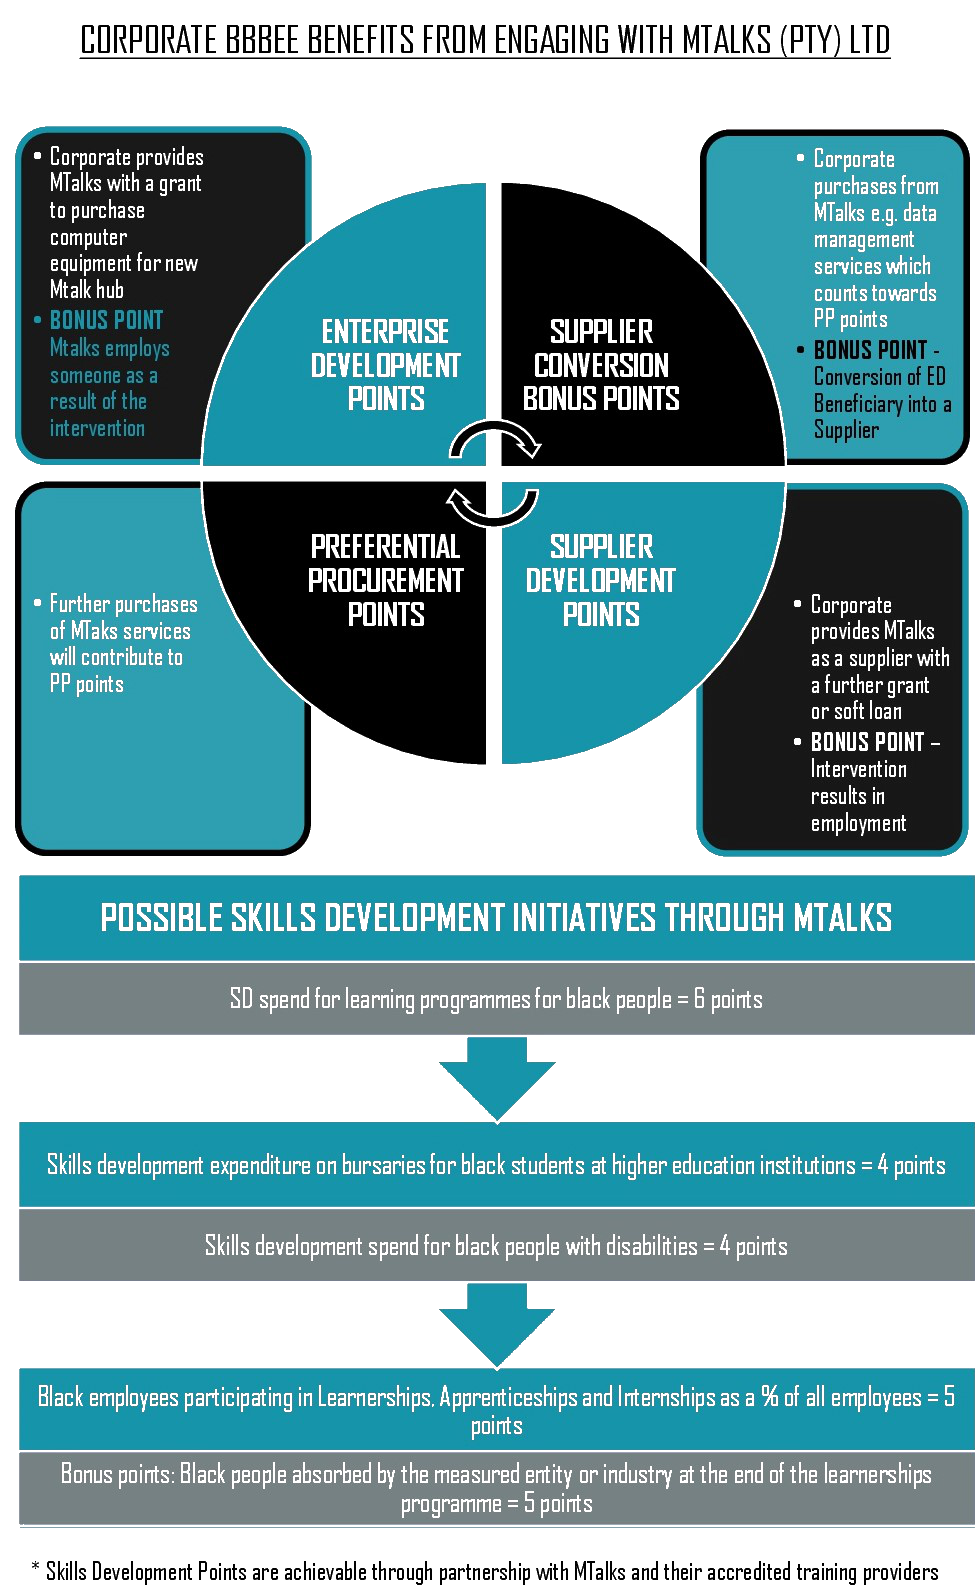 CORPORATE BBBEE BENEFITS FROM ENGAGING WITH MTALKS (PTY) LTD
• Corporate provides
MTalks with a grant
to purchase
computer
equipment for new
Mtalk hub
• BONUS POINT
Mtalks employs
someone as a
result of the
intervention
ENTERPRISE
DEVELOPMENT
POINTS
SUPPLIER
CONVERSION
BONUS POINTS
• Corporate
purchases from
MTalks e.g. data
management
services which
counts towards
PP points
• BONUS POINT -
Conversion of ED
Beneficiary into a
Supplier
• Further purchases
of MTaks services
will contribute to
PP points
PREFERENTIAL
PROCUREMENT
POINTS
SUPPLIER
DEVELOPMENT
POINTS
• Corporate
provides MTalks
as a supplier with
a further grant
or soft loan
• BONUS POINT –
Intervention
results in
employment
POSSIBLE SKILLS DEVELOPMENT INITIATIVES THROUGH MTALKS
SD spend for learning programmes for black people = 6 points
Skills development expenditure on bursaries for black students at higher education institutions = 4 points
Skills development spend for black people with disabilities = 4 points
Black employees participating in Learnerships, Apprenticeships and Internships as a % of all employees = 5
points
Bonus points: Black people absorbed by the measured entity or industry at the end of the learnerships
programme = 5 points
* Skills Development Points are achievable through partnership with MTalks and their accredited training providers